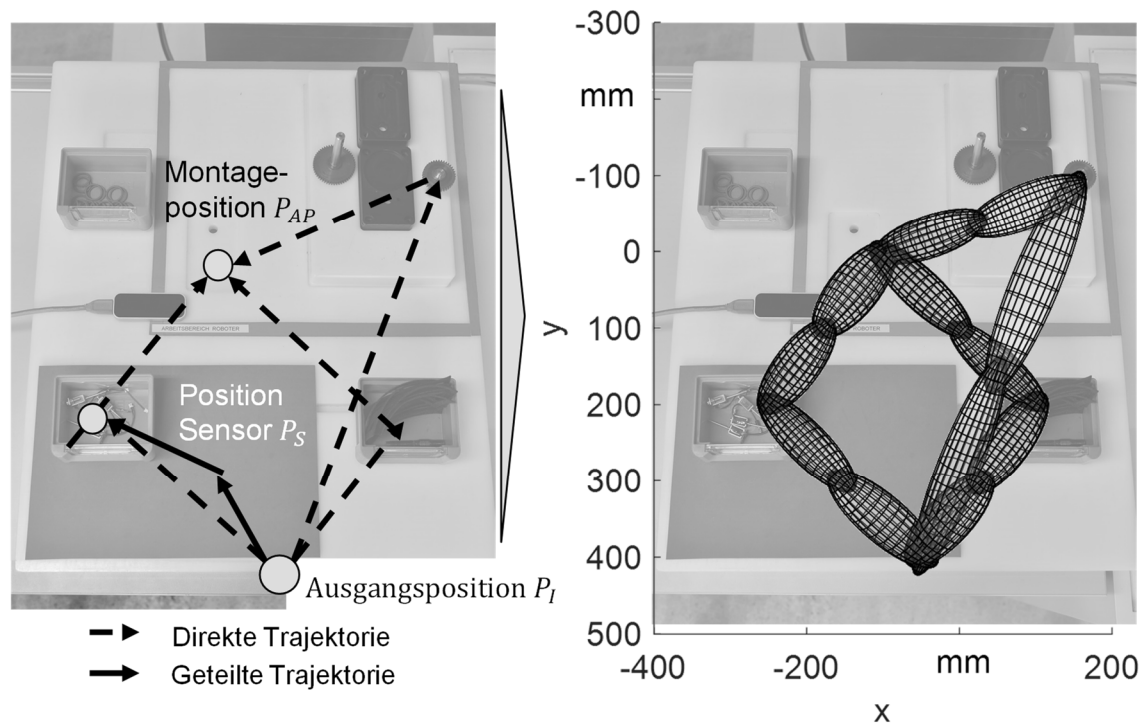 Montage-
position P_AP
ARBEITSBEREICH ROBOTER
Position
Sensor P_S
Ausgangsposition P_I
Direkte Trajektorie
Geteilte Trajektorie
-300
mm
-100
0
100
200
300
400
500
y
ROBOTER
-400
-200
mm
200
x